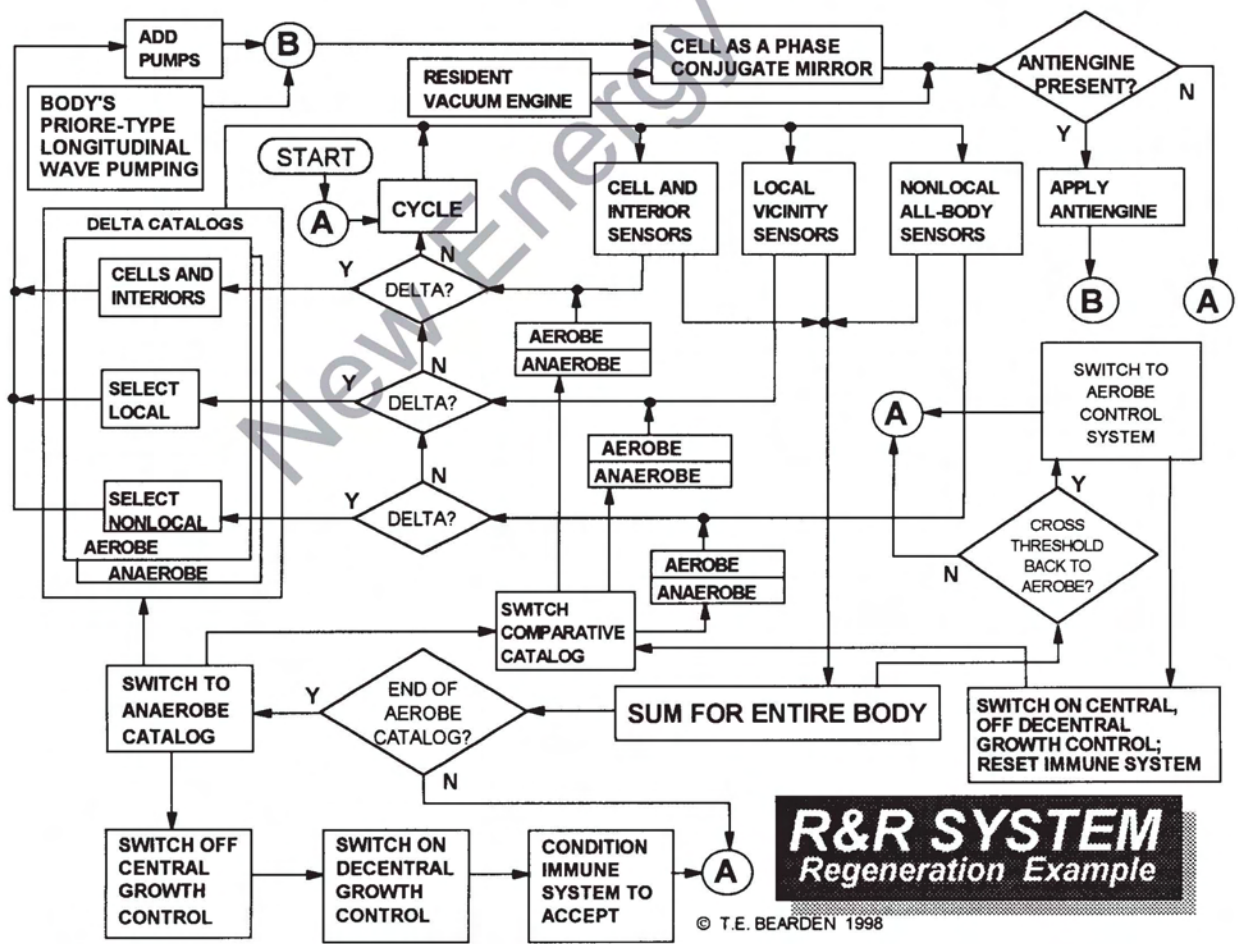 ADD
PUMPS
B
CELL AS A PHASE
CONJUGATE MIRROR
RESIDENT
VACUUM ENGINE
ANTIENGINE
PRESENT?
N
Y
BODY'S
PRIORE-TYPE
LONGITUDINAL
WAVE PUMPING
START
A
CYCLE
CELL AND
INTERIOR
SENSORS
LOCAL
VICINITY
SENSORS
NONLOCAL
ALL-BODY
SENSORS
APPLY
ANTIENGINE
B
A
DELTA CATALOGS
CELLS AND
INTERIORS
Y
DELTA?
N
AEROBE
ANAEROBE
SELECT
LOCAL
Y
DELTA?
N
AEROBE
ANAEROBE
SELECT
NONLOCAL
Y
DELTA?
N
AEROBE
ANAEROBE
AEROBE
ANAEROBE
A
SWITCH TO
AEROBE
CONTROL
SYSTEM
Y
CROSS
THRESHOLD
BACK TO
AEROBE?
N
SWITCH
COMPARATIVE
CATALOG
SWITCH TO
ANAEROBE
CATALOG
Y
END OF
AEROBE
CATALOG?
N
SUM FOR ENTIRE BODY
SWITCH ON CENTRAL,
OFF DECENTRAL
GROWTH CONTROL;
RESET IMMUNE SYSTEM
SWITCH OFF
CENTRAL
GROWTH
CONTROL
SWITCH ON
DECENTRAL
GROWTH
CONTROL
CONDITION
IMMUNE
SYSTEM TO
ACCEPT
A
R&R SYSTEM
Regeneration Example
© T.E. BEARDEN 1998
New Energy